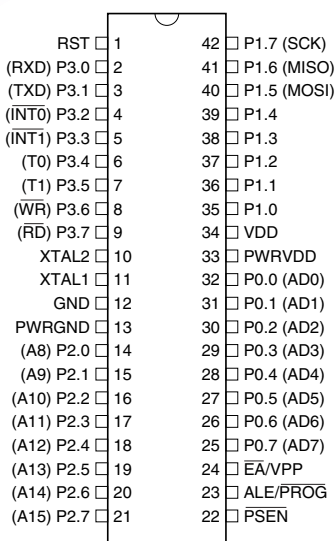 RST 1 42 P1.7 (SCK)
(RXD) P3.0 2 41 P1.6 (MISO)
(TXD) P3.1 3 40 P1.5 (MOSI)
(I̅N̅T̅0̅) P3.2 4 39 P1.4
(I̅N̅T̅1̅) P3.3 5 38 P1.3
(T0) P3.4 6 37 P1.2
(T1) P3.5 7 36 P1.1
(W̅R̅) P3.6 8 35 P1.0
(R̅D̅) P3.7 9 34 VDD
XTAL2 10 33 PWRVDD
XTAL1 11 32 P0.0 (AD0)
GND 12 31 P0.1 (AD1)
PWRGND 13 30 P0.2 (AD2)
(A8) P2.0 14 29 P0.3 (AD3)
(A9) P2.1 15 28 P0.4 (AD4)
(A10) P2.2 16 27 P0.5 (AD5)
(A11) P2.3 17 26 P0.6 (AD6)
(A12) P2.4 18 25 P0.7 (AD7)
(A13) P2.5 19 24 E̅A̅/VPP
(A14) P2.6 20 23 ALE/P̅R̅O̅G̅
(A15) P2.7 21 22 P̅S̅E̅N̅